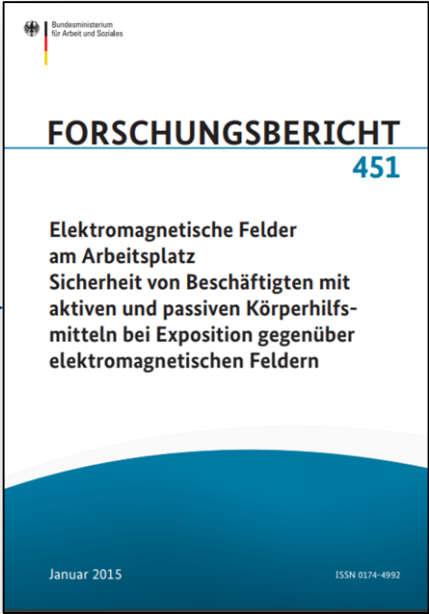 Bundesministerium
für Arbeit und Soziales
FORSCHUNGSBERICHT
451
Elektromagnetische Felder
am Arbeitsplatz
Sicherheit von Beschäftigten mit
aktiven und passiven Körperhilfs-
mitteln bei Exposition gegenüber
elektromagnetischen Feldern
Januar 2015
ISSN 0174-4992